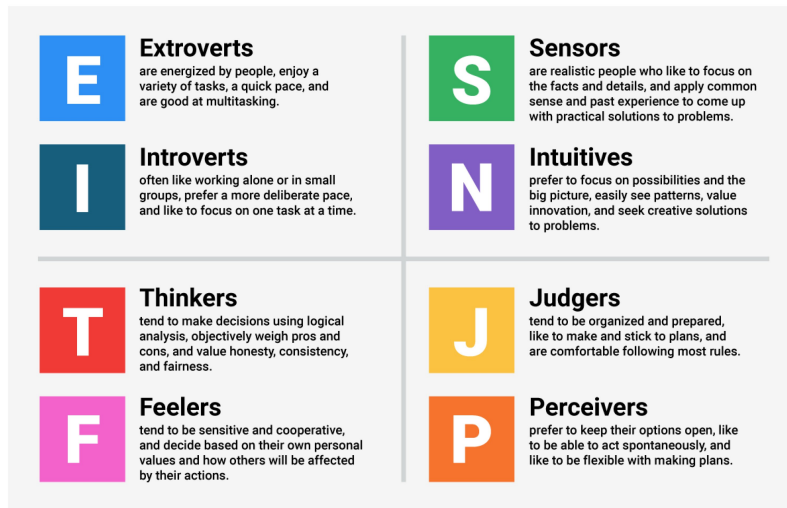 E
Extroverts
are energized by people, enjoy a
variety of tasks, a quick pace, and
are good at multitasking.
I
Introverts
often like working alone or in small
groups, prefer a more deliberate pace,
and like to focus on one task at a time.
S
Sensors
are realistic people who like to focus on
the facts and details, and apply common
sense and past experience to come up
with practical solutions to problems.
N
Intuitives
prefer to focus on possibilities and the
big picture, easily see patterns, value
innovation, and seek creative solutions
to problems.
T
Thinkers
tend to make decisions using logical
analysis, objectively weigh pros and
cons, and value honesty, consistency,
and fairness.
F
Feelers
tend to be sensitive and cooperative,
and decide based on their own personal
values and how others will be affected
by their actions.
J
Judgers
tend to be organized and prepared,
like to make and stick to plans, and
are comfortable following most rules.
P
Perceivers
prefer to keep their options open, like
to be able to act spontaneously, and
like to be flexible with making plans.